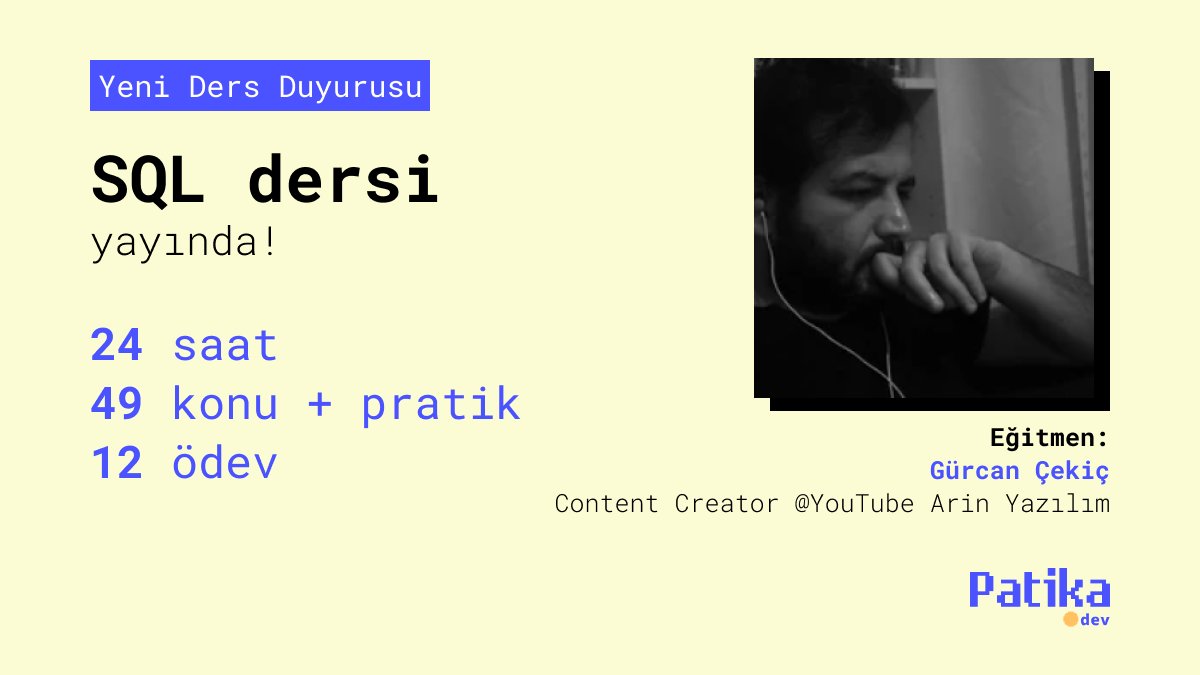 Yeni Ders Duyurusu
SQL dersi
yayında!
24 saat
49 konu + pratik
12 ödev
Eğitmen:
Gürcan Çekiç
Content Creator @YouTube Arin Yazılım
Patika
dev